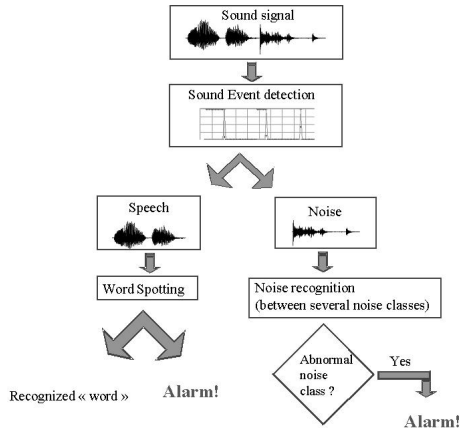 Sound signal
Sound Event detection
Speech
Noise
Word Spotting
Noise recognition
(between several noise classes)
Recognized « word »
Alarm!
Abnormal
noise
class ?
Yes
Alarm!